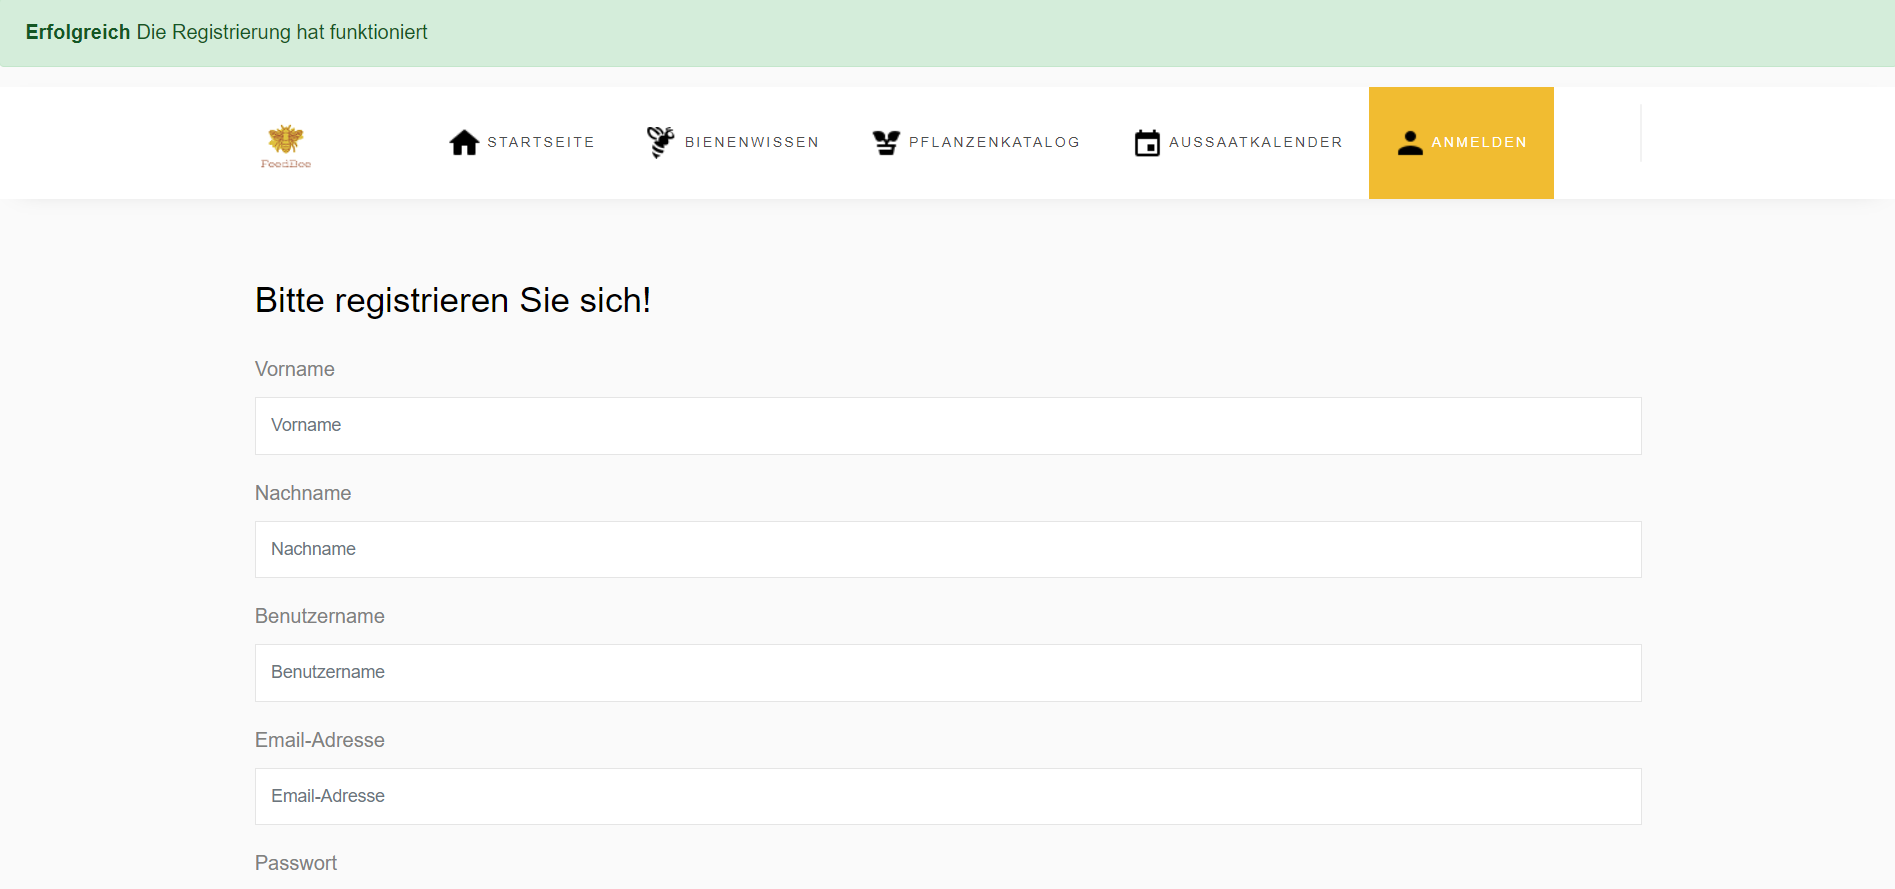 Erfolgreich Die Registrierung hat funktioniert
FeedBee
STARTSEITE
BIENENWISSEN
PFLANZENKATALOG
AUSSAATKALENDER
ANMELDEN
Bitte registrieren Sie sich!
Vorname
Vorname
Nachname
Nachname
Benutzername
Benutzername
Email-Adresse
Email-Adresse
Passwort